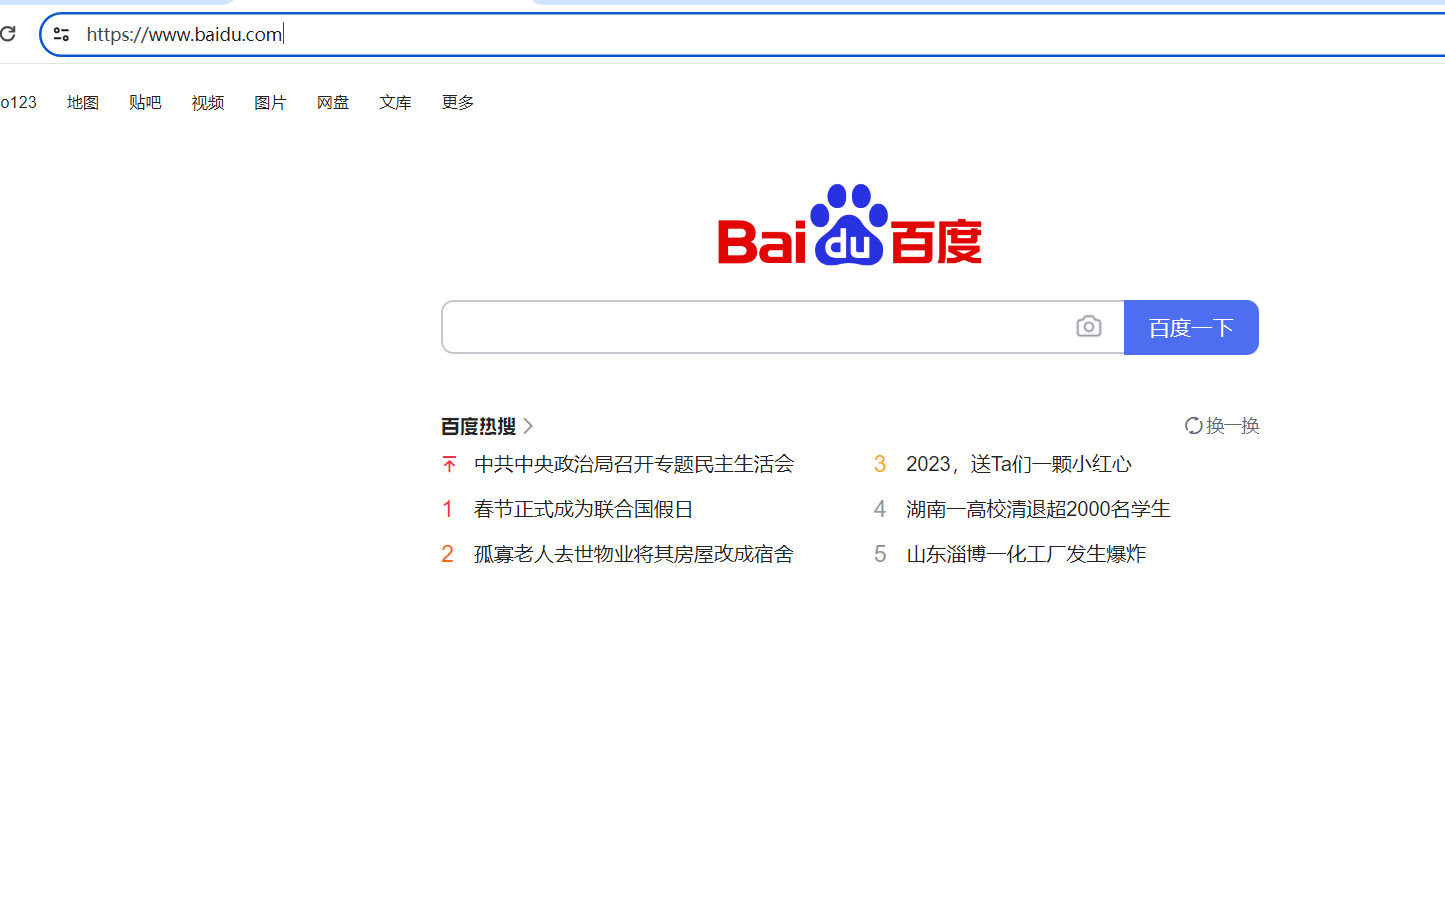 https://www.baidu.com
o123 地图 贴吧 视频 图片 网盘 文库 更多
Bai du 百度
百度一下
百度热搜 换一换
中共中央政治局召开专题民主生活会
1 春节正式成为联合国假日
2 孤寡老人去世物业将其房屋改成宿舍
3 2023，送Ta们一颗小红心
4 湖南一高校清退超2000名学生
5 山东淄博一化工厂发生爆炸